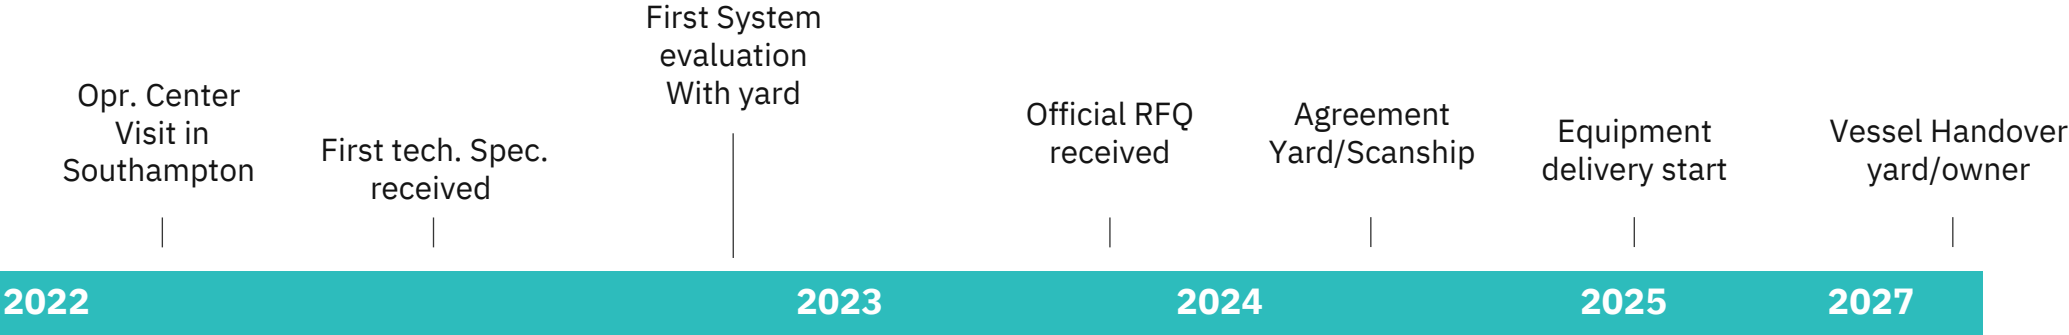 Opr. Center
Visit in
Southampton
First tech. Spec.
received
First System
evaluation
With yard
Official RFQ
received
Agreement
Yard/Scanship
Equipment
delivery start
Vessel Handover
yard/owner
2022
2023
2024
2025
2027